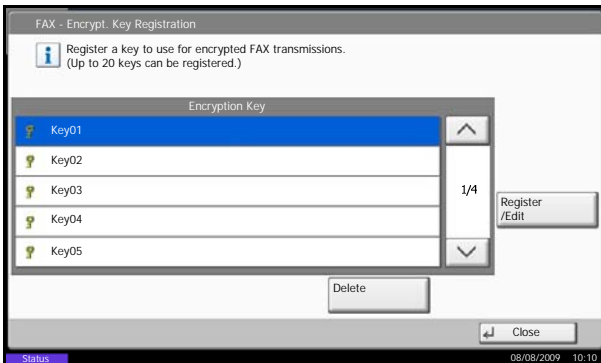 FAX - Encrypt. Key Registration
Register a key to use for encrypted FAX transmissions.
(Up to 20 keys can be registered.)
Encryption Key
Key01
Key02
Key03
1/4
Register
/Edit
Key04
Key05
Delete
Close
Status
08/08/2009 10:10